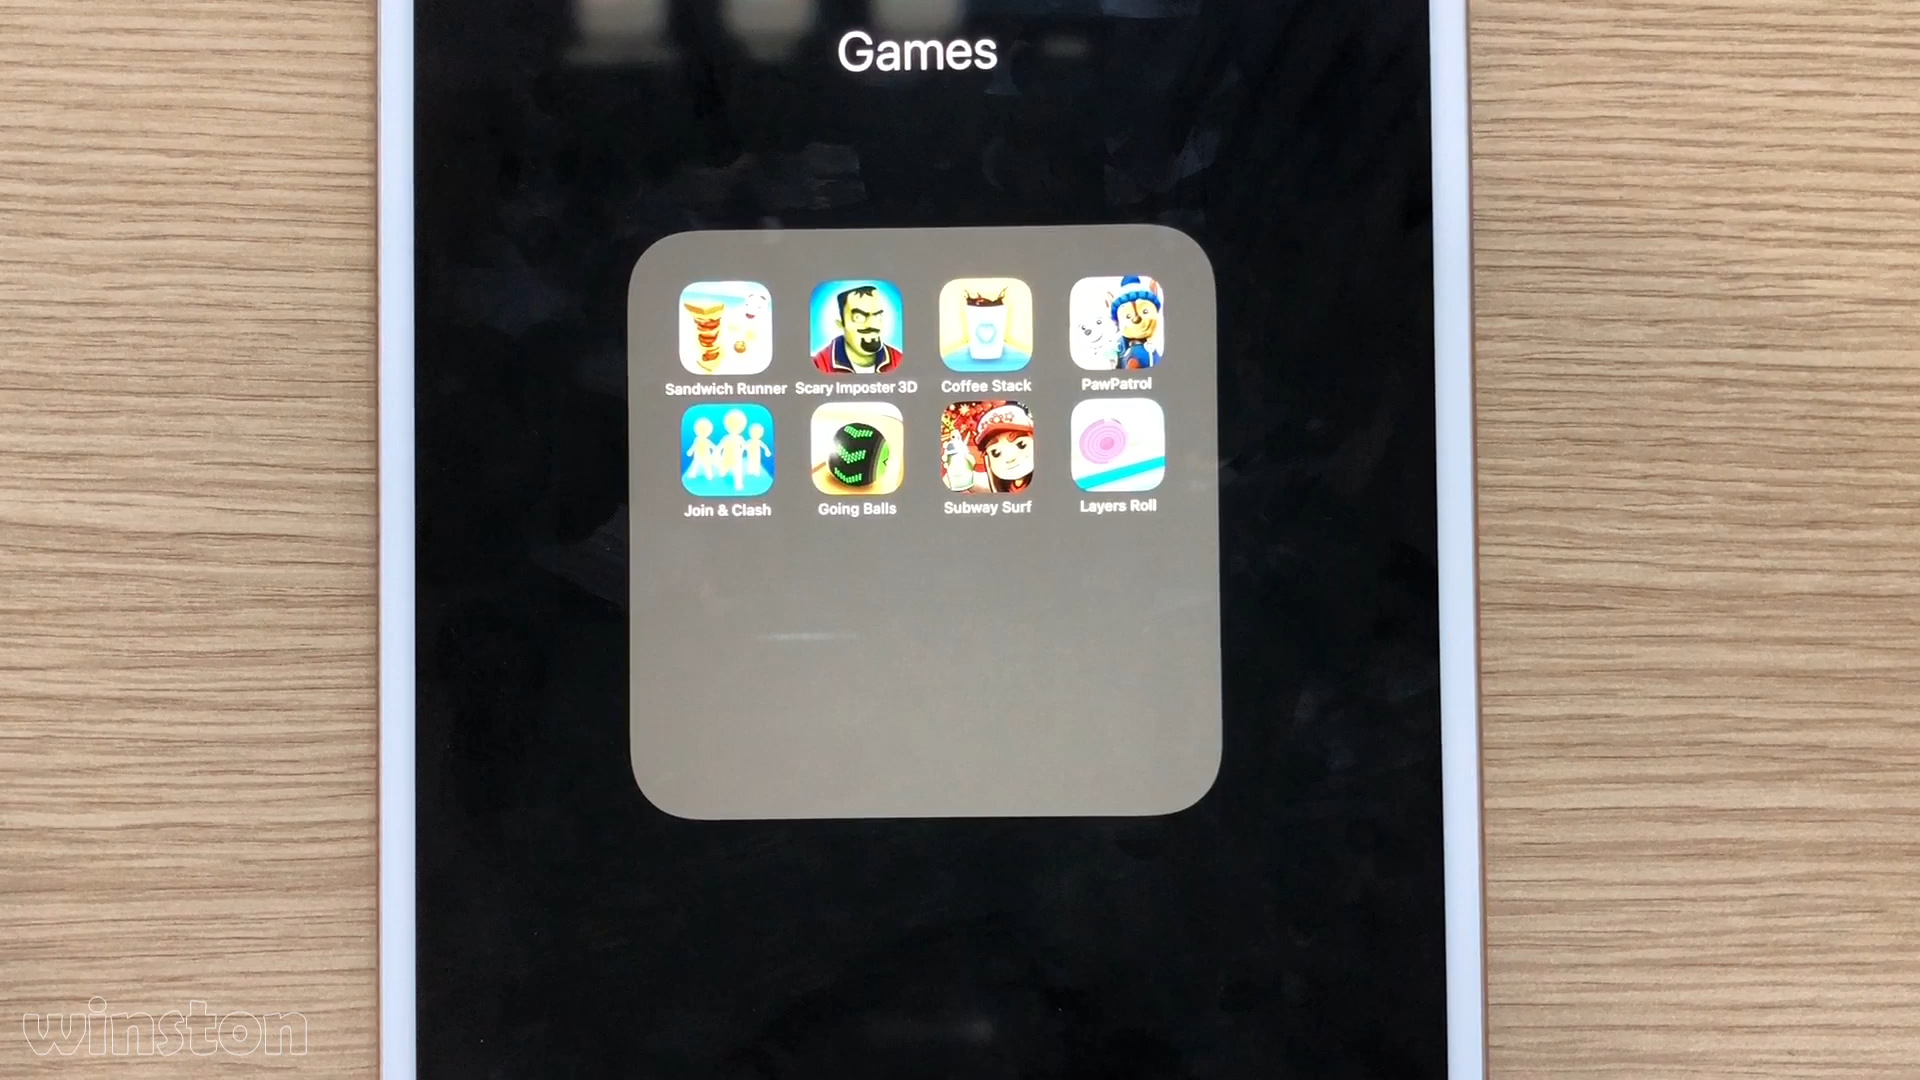 Games
Sandwich Runner Scary Imposter 3D Coffee Stack PawPatrol
Join & Clash Going Balls Subway Surf Layers Roll
winston